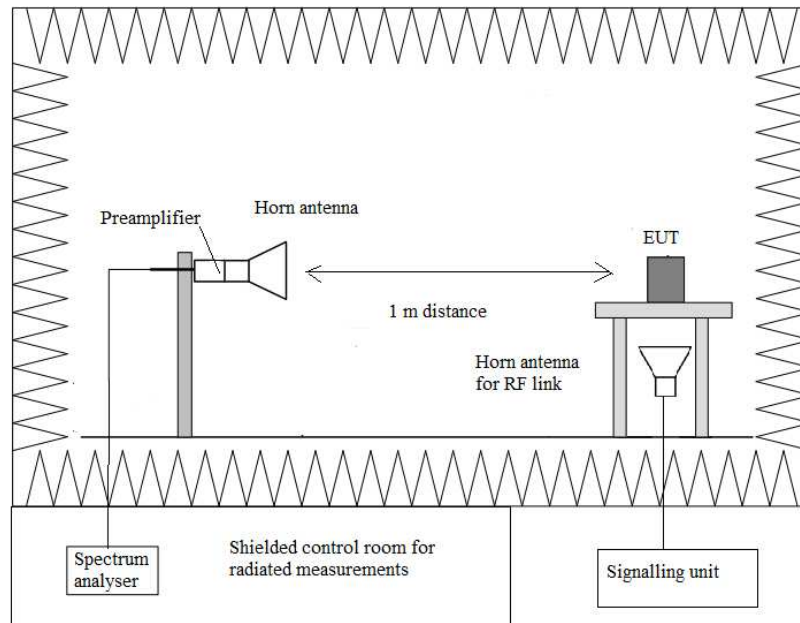 Preamplifier
Horn antenna
EUT
1 m distance
Horn antenna
for RF link
Spectrum
analyser
Shielded control room for
radiated measurements
Signalling unit